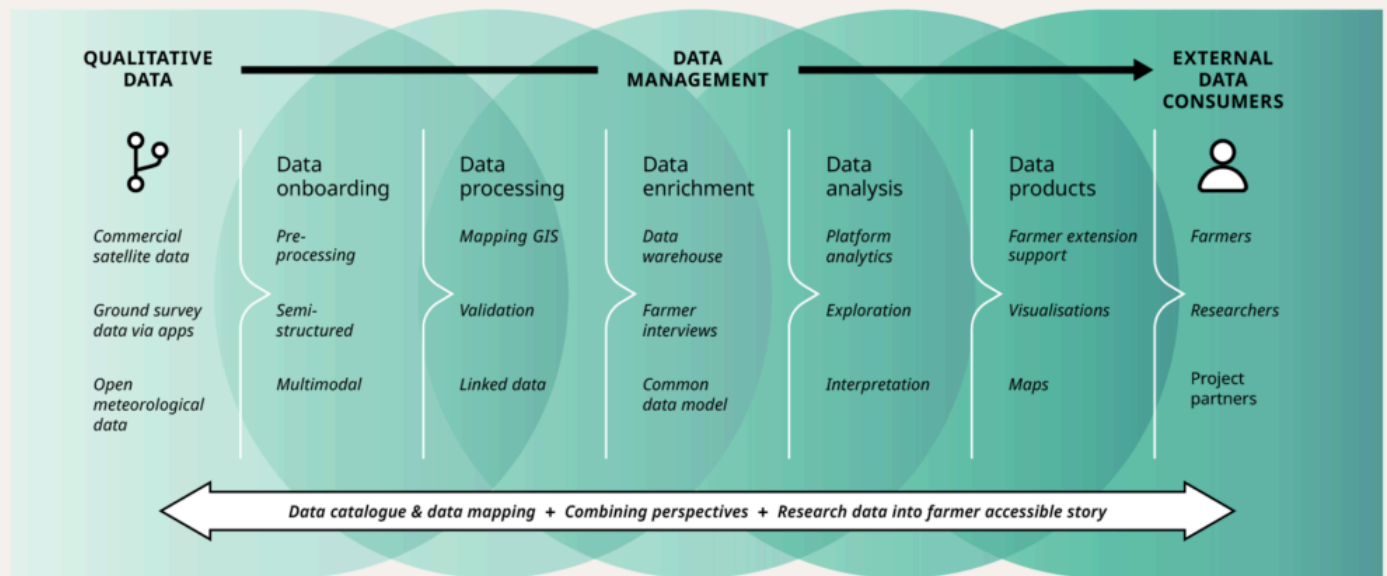 QUALITATIVE
DATA
DATA
MANAGEMENT
EXTERNAL
DATA
CONSUMERS
Commercial
satellite data
Ground survey
data via apps
Open
meteorological
data
Data
onboarding
Pre-
processing
Semi-
structured
Multimodal
Data
processing
Mapping GIS
Validation
Linked data
Data
enrichment
Data
warehouse
Farmer
interviews
Common
data model
Data
analysis
Platform
analytics
Exploration
Interpretation
Data
products
Farmer extension
support
Visualisations
Maps
Farmers
Researchers
Project
partners
Data catalogue & data mapping + Combining perspectives + Research data into farmer accessible story